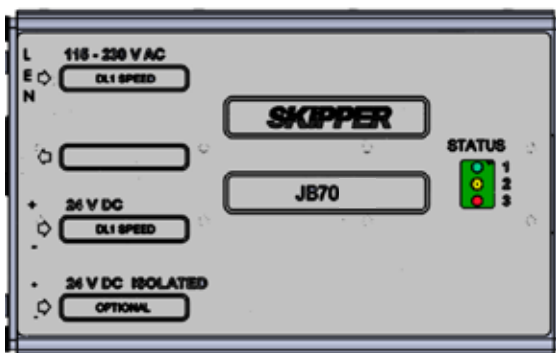 L 115 - 230 V AC
E DL1 SPEED
N
SKIPPER
STATUS
1
2
3
JB70
+ 24 V DC
DL1 SPEED
-
+ 24 V DC ISOLATED
OPTIONAL
-